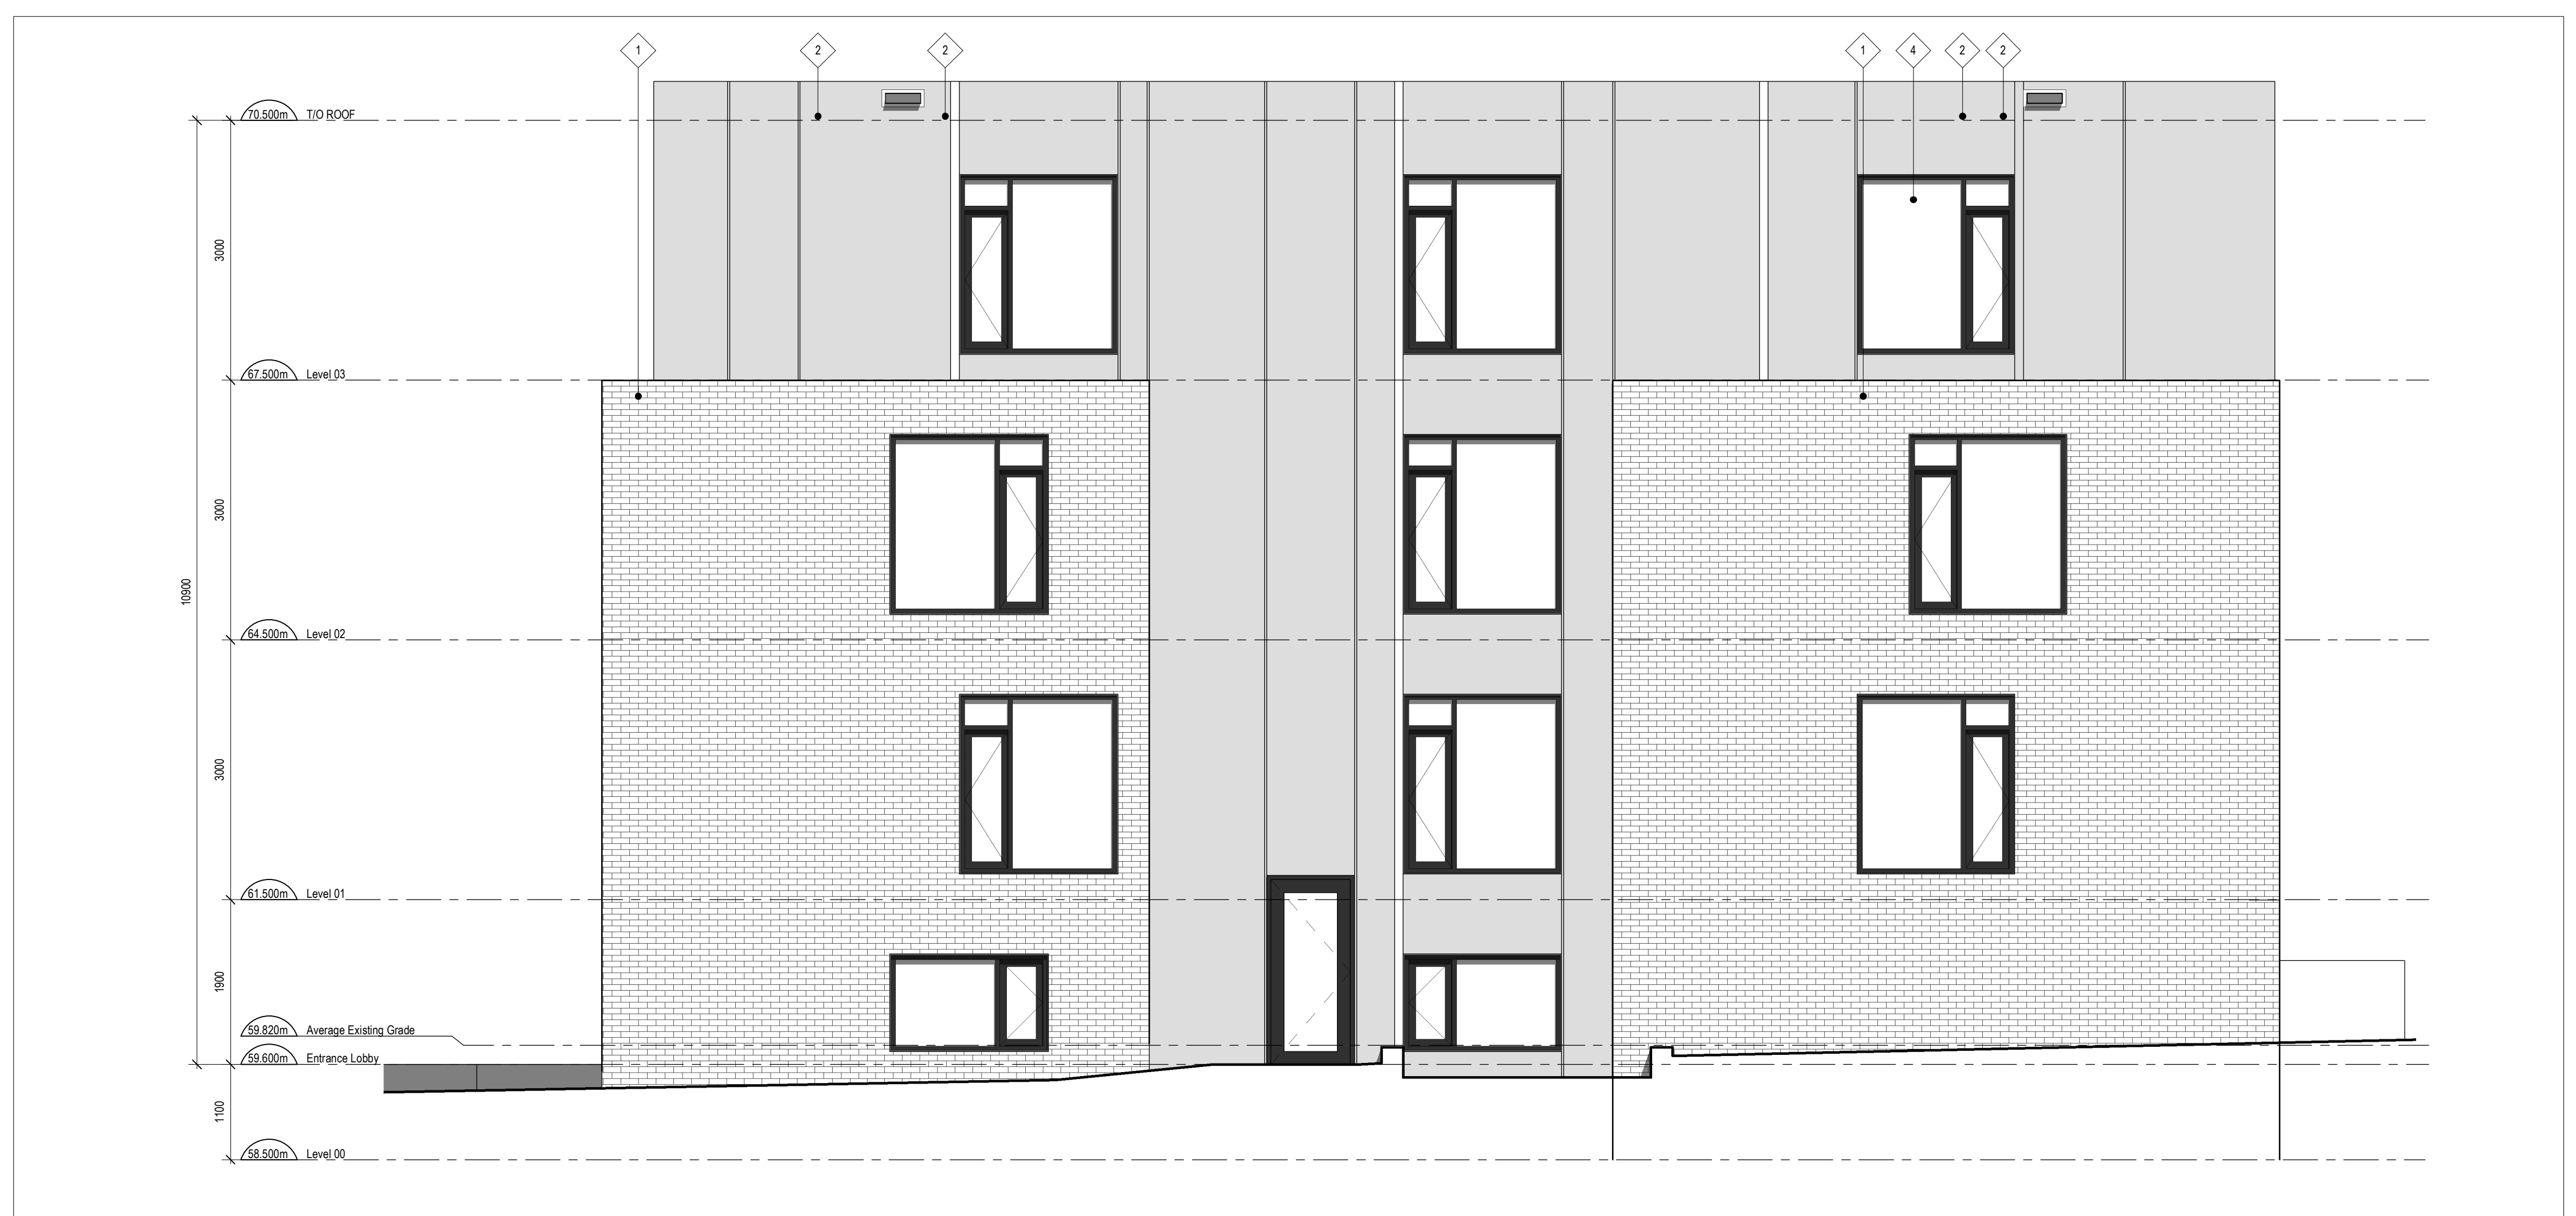 1
2
2
1
4
2
2
70.500m T/O ROOF
3000
67.500m Level 03
3000
10900
64.500m Level 02
3000
61.500m Level 01
1900
59.820m Average Existing Grade
59.600m Entrance Lobby
1100
58.500m Level 00